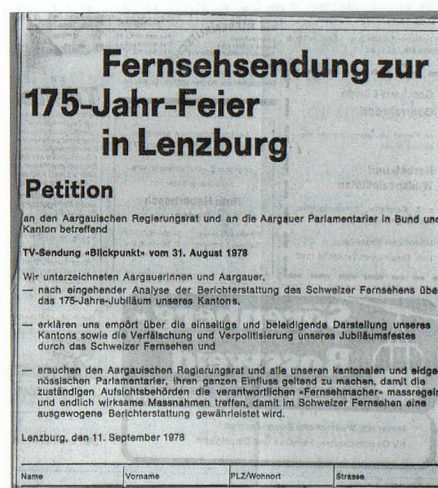 Fernsehsendung zur
175-Jahr-Feier
in Lenzburg
Petition
an den Aargauischen Regierungsrat und an die Aargauer Parlamentarier in Bund und
Kanton betreffend
TV-Sendung «Blickpunkt» vom 31. August 1978
Wir unterzeichneten Aargauerinnen und Aargauer,
— nach eingehender Analyse der Berichterstattung des Schweizer Fernsehens über
das 175-Jahre-Jubiläum unseres Kantons,
— erklären uns empört über die einseitige und beleidigende Darstellung unseres
Kantons sowie die Verfälschung und Verpolitisierung unseres Jubiläumsfestes
durch das Schweizer Fernsehen und
— ersuchen den Aargauischen Regierungsrat und alle unseren kantonalen und eidge-
nössischen Parlamentarier, ihren ganzen Einfluss geltend zu machen, damit die
zuständigen Aufsichtsbehörden die verantwortlichen «Fernsehmacher» massregeln
und endlich wirksame Massnahmen treffen, damit im Schweizer Fernsehen eine
ausgewogene Berichterstattung gewährleistet wird.
Lenzburg, den 11. September 1978
Name Vorname PLZ/Wohnort Strasse